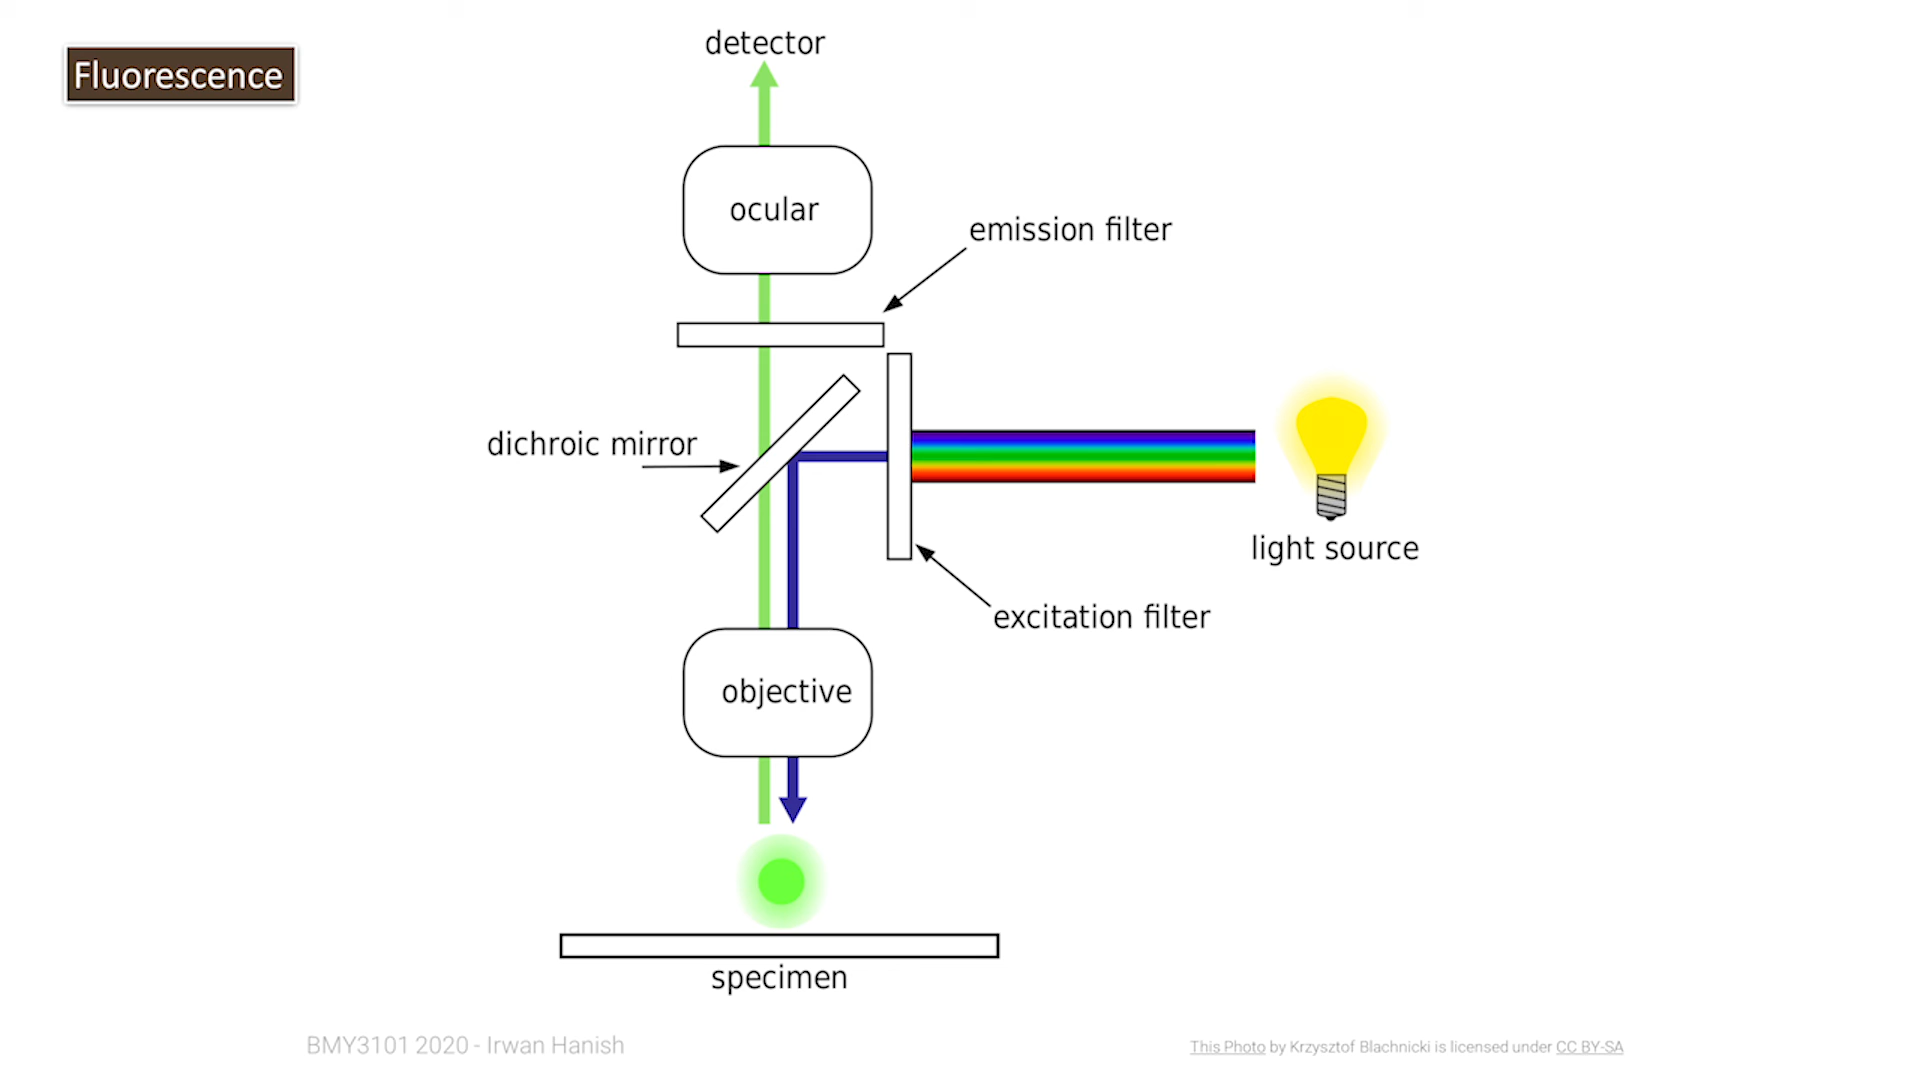 Fluorescence
detector
ocular
emission filter
dichroic mirror
light source
excitation filter
objective
specimen
BMY3101 2020 - Irwan Hanish
This Photo by Krzysztof Blachnicki is licensed under CC BY-SA